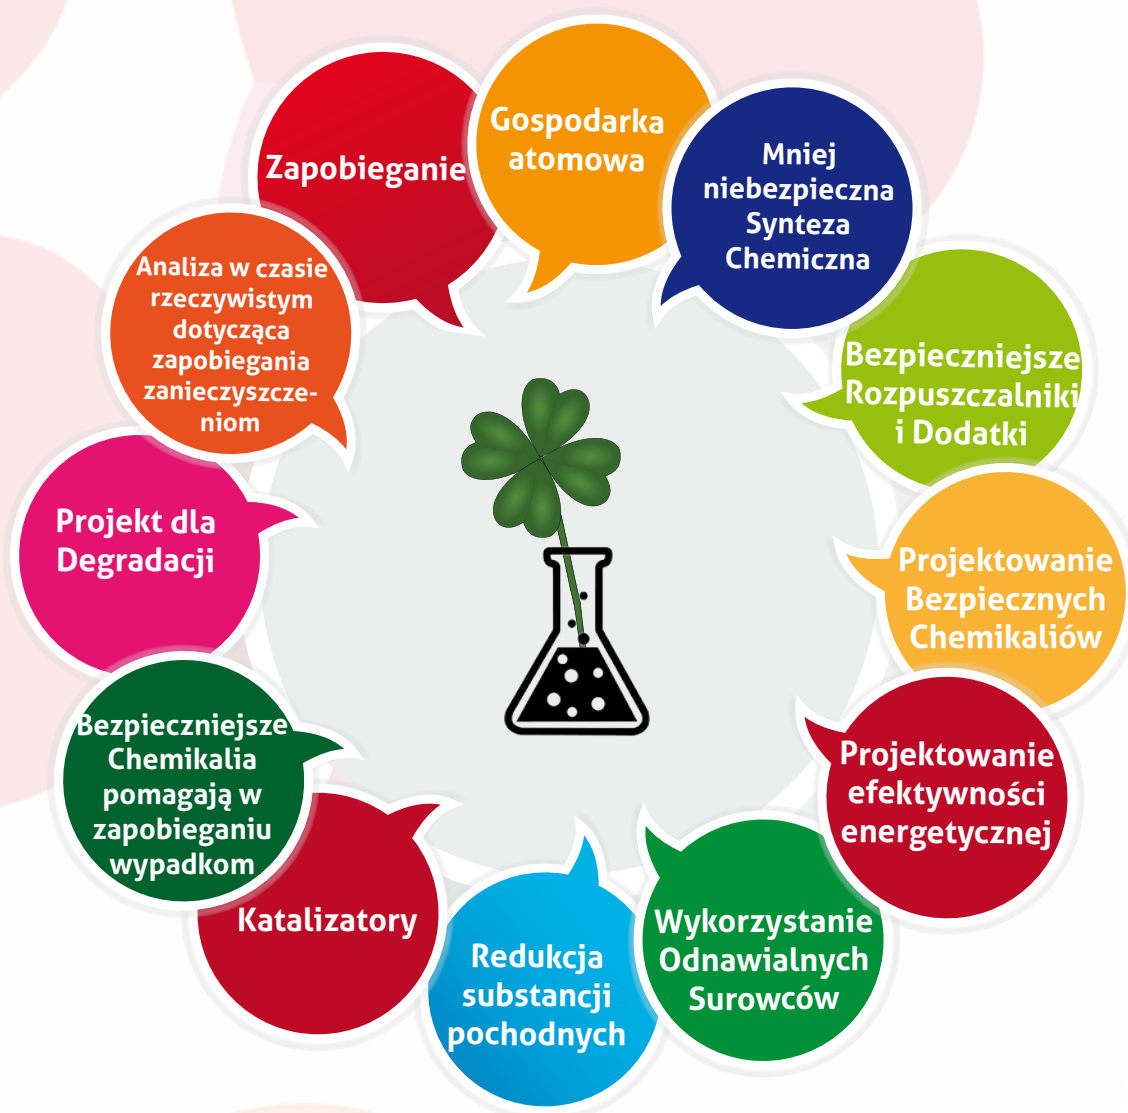 Zapobieganie
Gospodarka
atomowa
Mniej
niebezpieczna
Synteza
Chemiczna
Bezpieczniejsze
Rozpuszczalniki
i Dodatki
Projektowanie
Bezpiecznych
Chemikaliów
Projektowanie
efektywności
energetycznej
Wykorzystanie
Odnawialnych
Surowców
Redukcja
substancji
pochodnych
Katalizatory
Bezpieczniejsze
Chemikalia
pomagają w
zapobieganiu
wypadkom
Projekt dla
Degradacji
Analiza w czasie
rzeczywistym
dotycząca
zapobiegania
zanieczyszcze-
niom